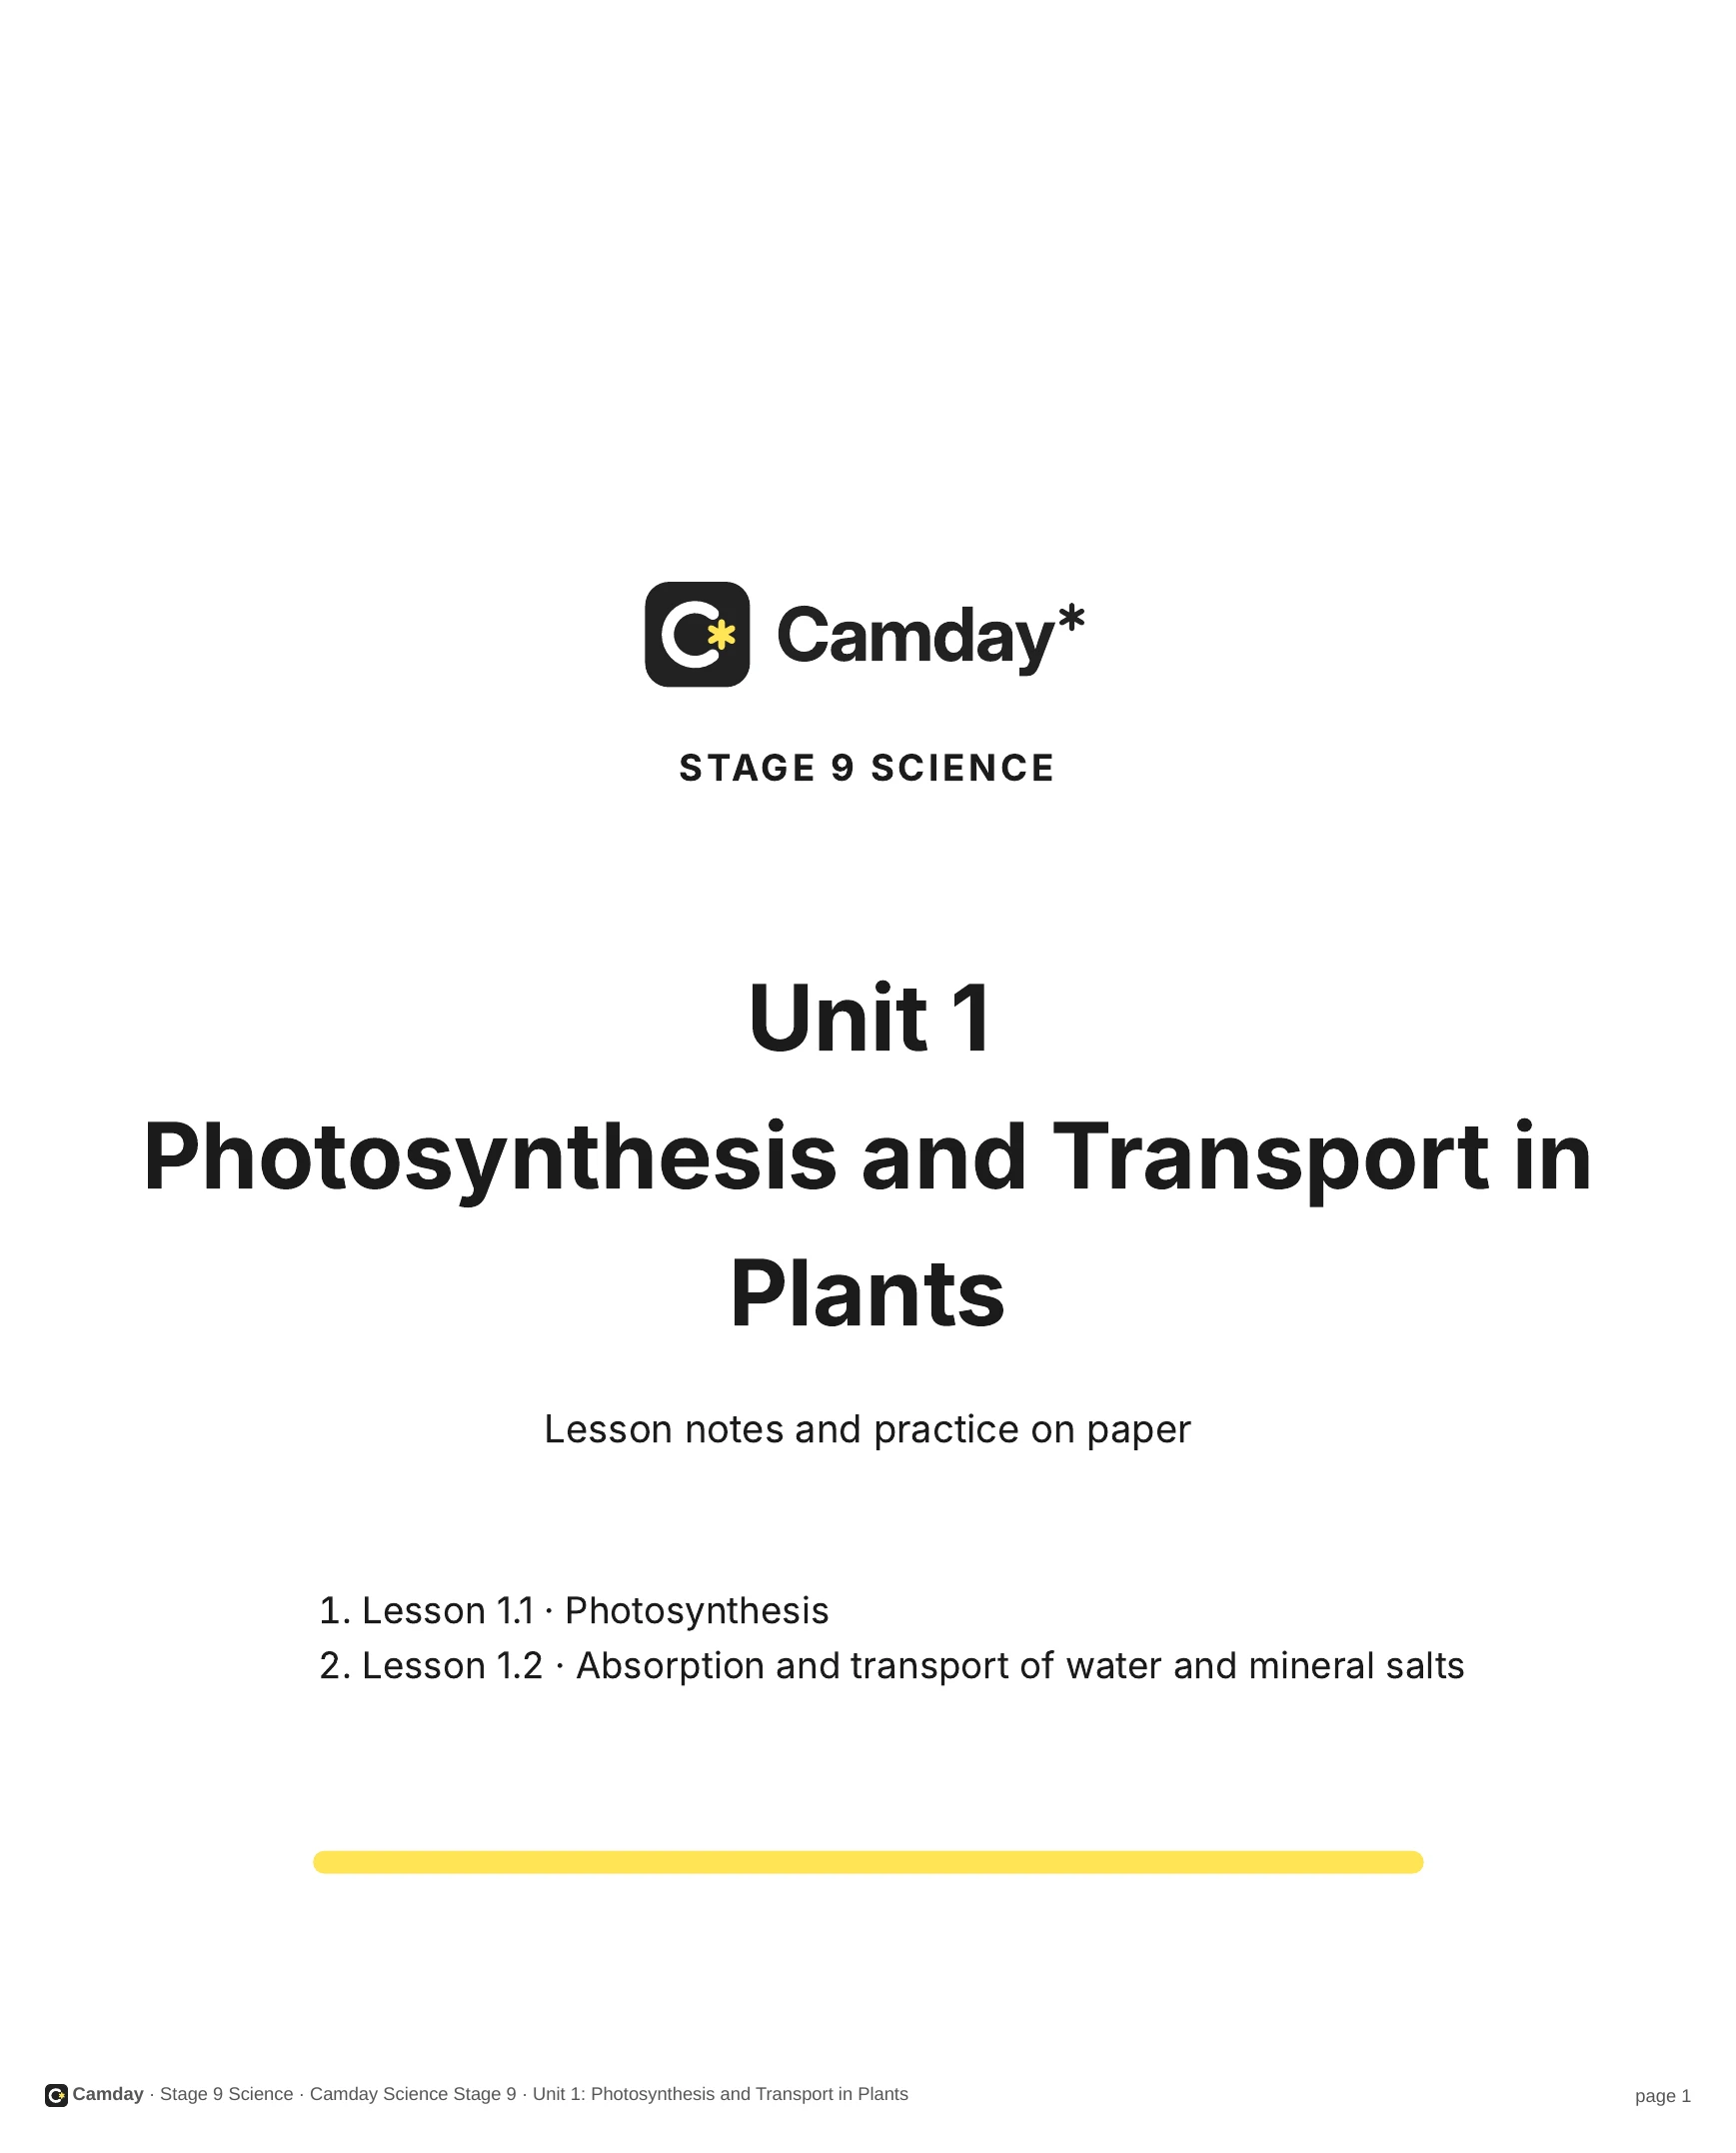 Camday*
STAGE 9 SCIENCE
Unit 1
Photosynthesis and Transport in
Plants
Lesson notes and practice on paper
1. Lesson 1.1 · Photosynthesis
2. Lesson 1.2 · Absorption and transport of water and mineral salts
Camday · Stage 9 Science · Camday Science Stage 9 · Unit 1: Photosynthesis and Transport in Plants
page 1